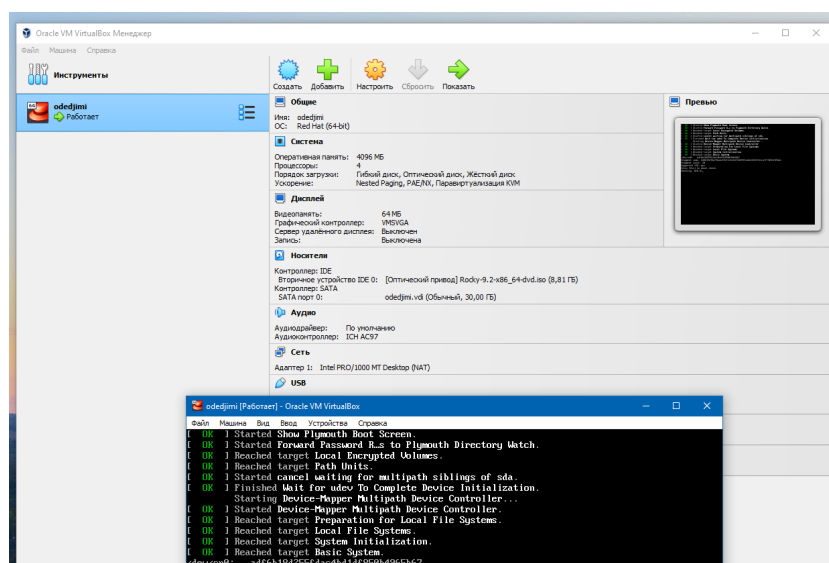 Oracle VM VirtualBox Менеджер
Файл Машина Справка
Инструменты
Создать Добавить Настроить Сбросить Показать
odedjimi
Работает
Общие
Имя: odedjimi
ОС: Red Hat (64-bit)
Система
Оперативная память: 4096 МБ
Процессоры: 4
Порядок загрузки: Гибкий диск, Оптический диск, Жёсткий диск
Ускорение: Nested Paging, PAE/NX, Паравиртуализация KVM
Дисплей
Видеопамять: 64 МБ
Графический контроллер: VMSVGA
Сервер удалённого дисплея: Выключен
Запись: Выключена
Носители
Контроллер: IDE
Вторичное устройство IDE 0: [Оптический привод] Rocky-9.2-x86_64-dvd.iso (8,81 ГБ)
Контроллер: SATA
SATA порт 0: odedjimi.vdi (Обычный, 30,00 ГБ)
Аудио
Аудиодрайвер: По умолчанию
Аудиоконтроллер: ICH AC97
Сеть
Адаптер 1: Intel PRO/1000 MT Desktop (NAT)
USB
Превью
odedjimi [Работает] - Oracle VM VirtualBox
Файл Машина Вид Ввод Устройства Справка
[ OK ] Started Show Plymouth Boot Screen.
[ OK ] Started Forward Password R…s to Plymouth Directory Watch.
[ OK ] Reached target Local Encrypted Volumes.
[ OK ] Reached target Path Units.
[ OK ] Started cancel waiting for multipath siblings of sda.
[ OK ] Finished Wait for udev To Complete Device Initialization.
Starting Device-Mapper Multipath Device Controller...
[ OK ] Started Device-Mapper Multipath Device Controller.
[ OK ] Reached target Preparation for Local File Systems.
[ OK ] Reached target Local File Systems.
[ OK ] Reached target System Initialization.
[ OK ] Reached target Basic System.